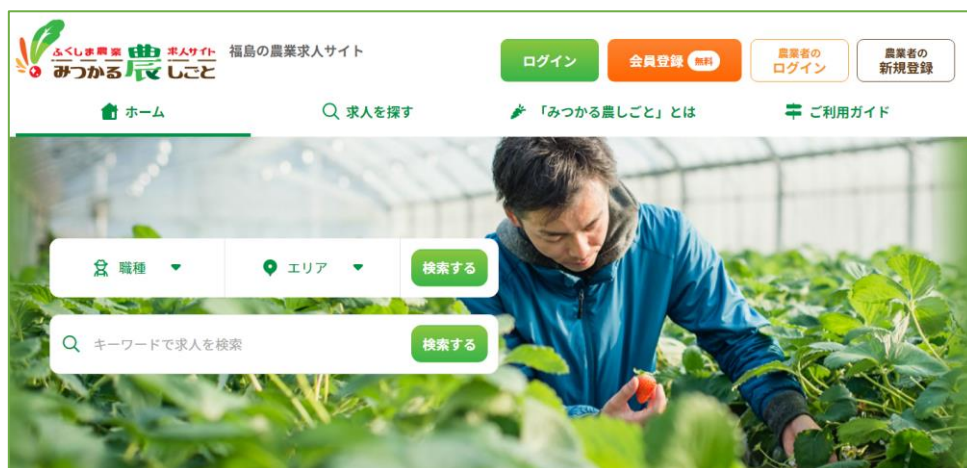 ふくしま農業 求人サイト
みつかる農しごと
福島の農業求人サイト
ログイン
会員登録 無料
農業者の
ログイン
農業者の
新規登録
ホーム
求人を探す
「みつかる農しごと」とは
ご利用ガイド
職種
エリア
検索する
キーワードで求人を検索
検索する